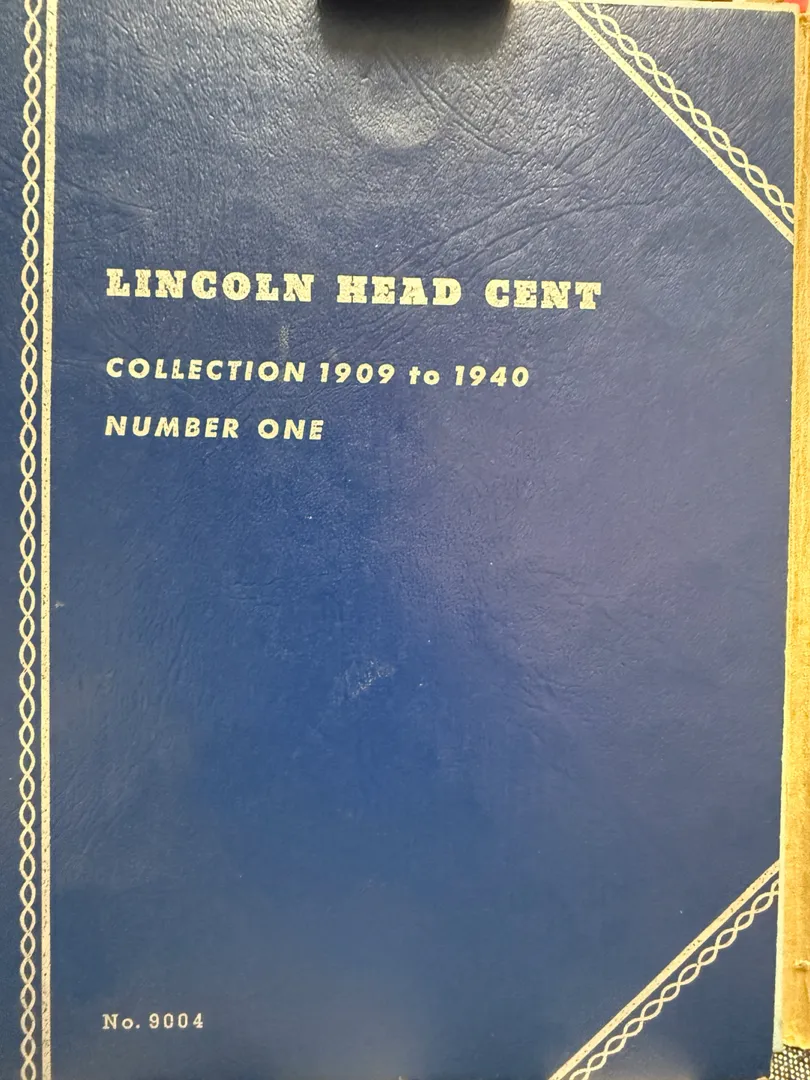 LINCOLN HEAD CENT
COLLECTION 1909 to 1940
NUMBER ONE
No. 9004